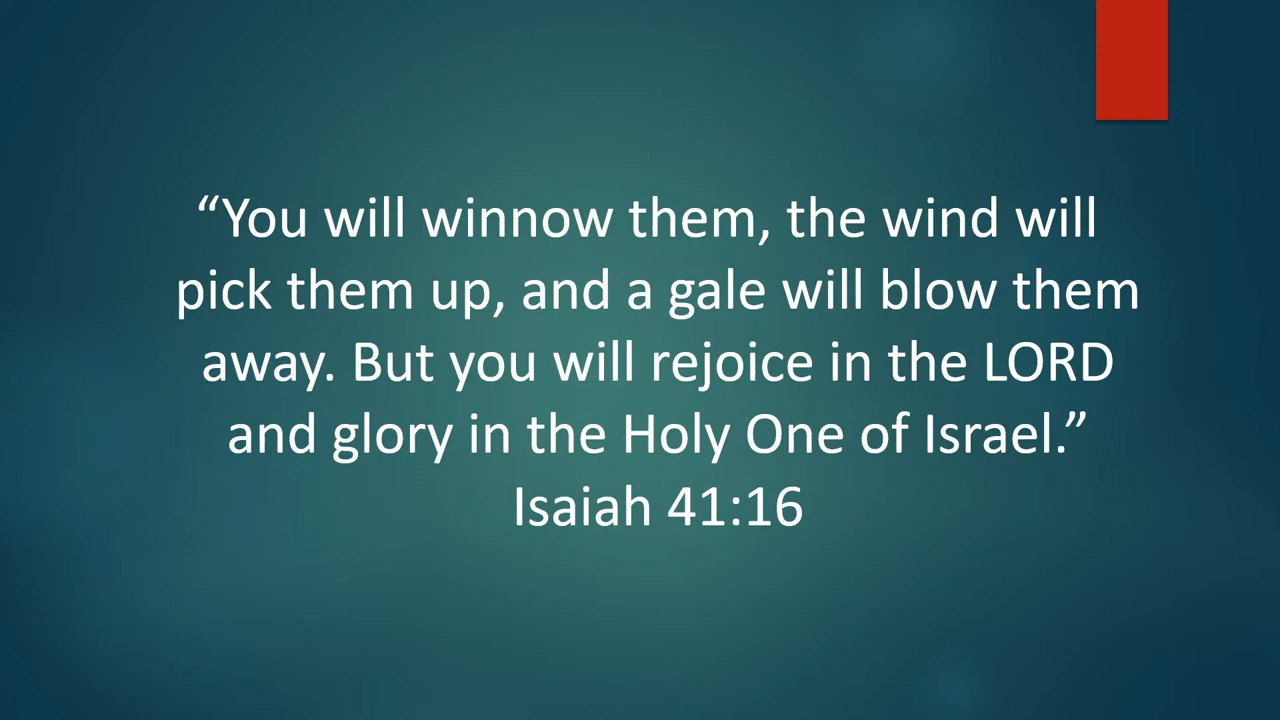 “You will winnow them, the wind will
pick them up, and a gale will blow them
away. But you will rejoice in the LORD
and glory in the Holy One of Israel.”
Isaiah 41:16